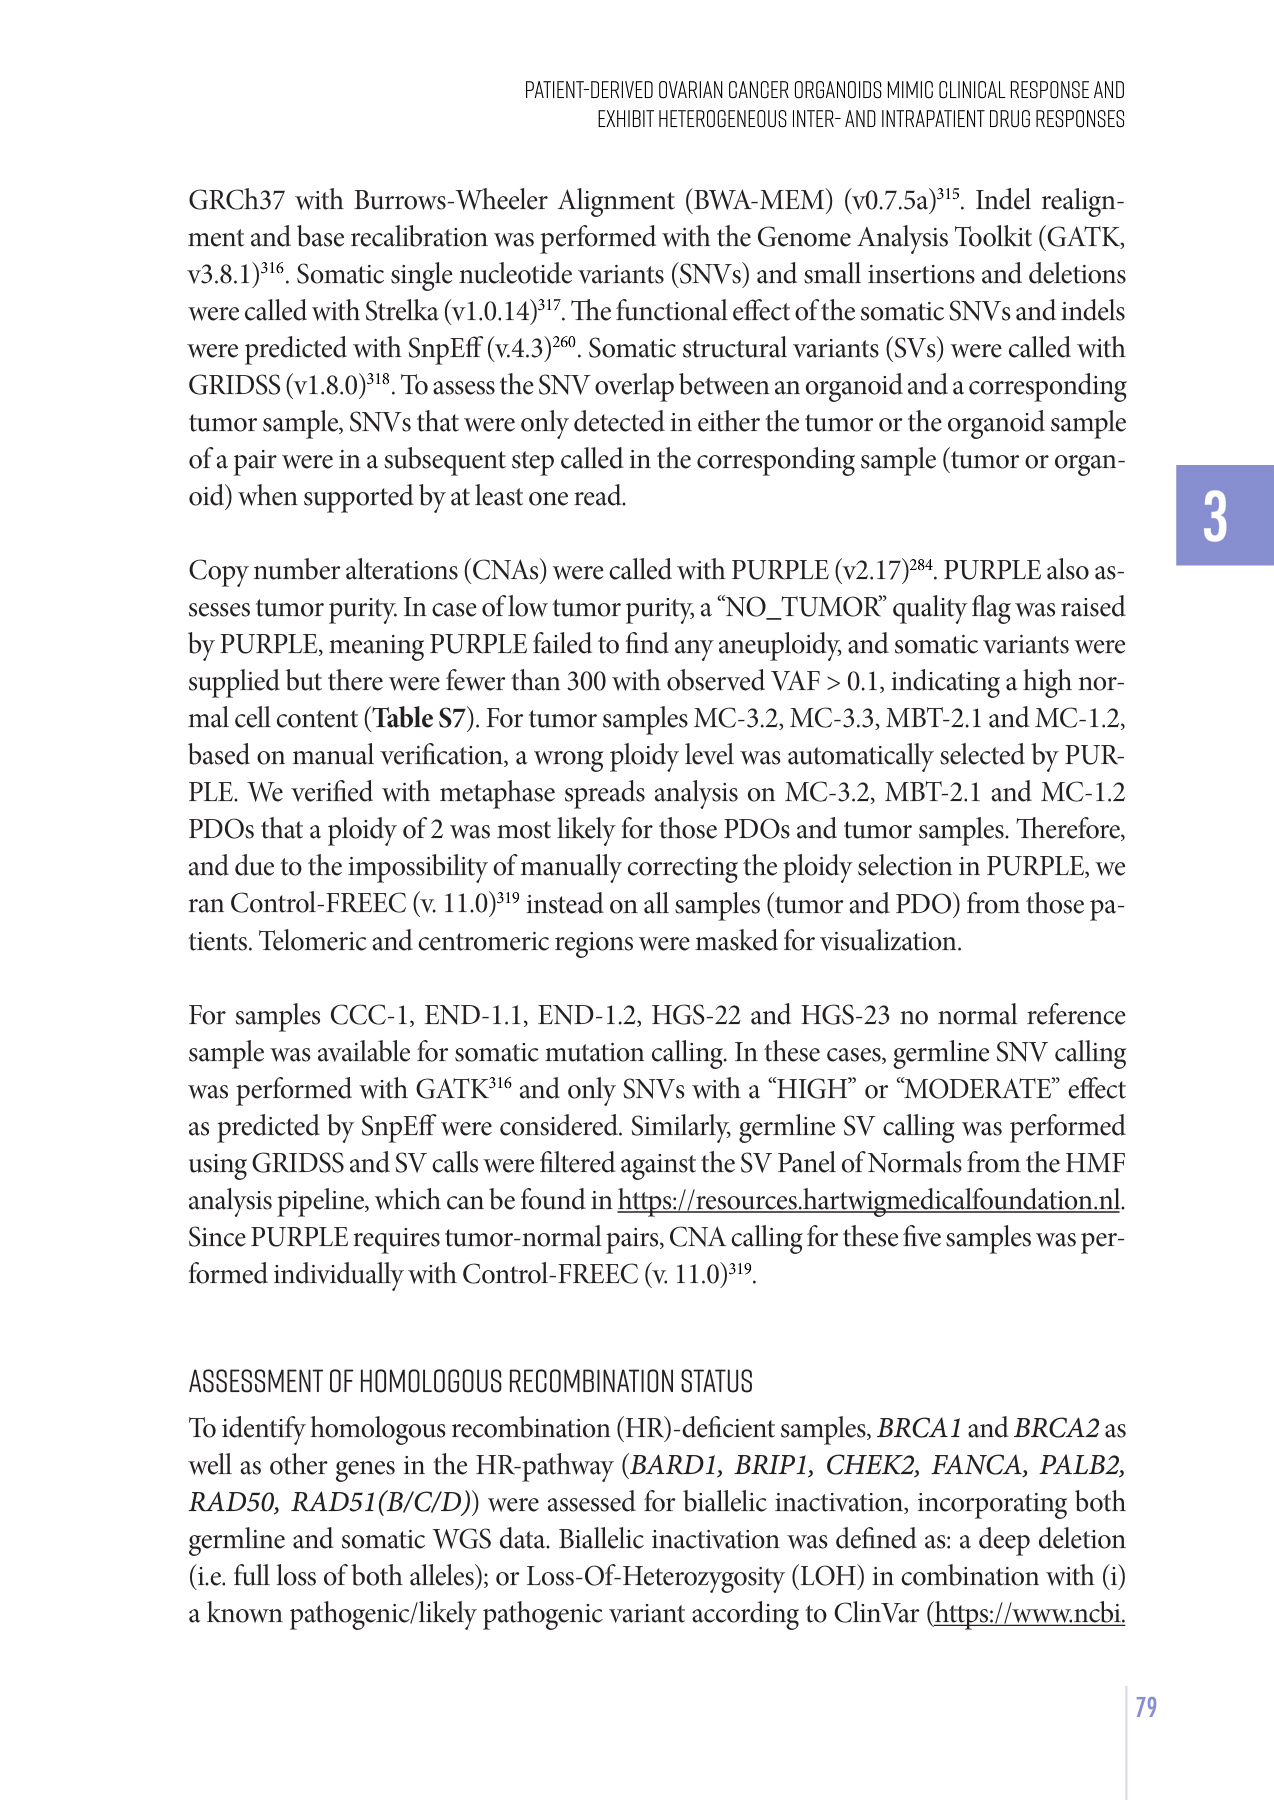 PATIENT-DERIVED OVARIAN CANCER ORGANOIDS MIMIC CLINICAL RESPONSE AND
EXHIBIT HETEROGENEOUS INTER- AND INTRAPATIENT DRUG RESPONSES
GRCh37 with Burrows-Wheeler Alignment (BWA-MEM) (v0.7.5a)315. Indel realign-
ment and base recalibration was performed with the Genome Analysis Toolkit (GATK,
v3.8.1)316. Somatic single nucleotide variants (SNVs) and small insertions and deletions
were called with Strelka (v1.0.14)317. The functional effect of the somatic SNVs and indels
were predicted with SnpEff (v.4.3)260. Somatic structural variants (SVs) were called with
GRIDSS (v1.8.0)318. To assess the SNV overlap between an organoid and a corresponding
tumor sample, SNVs that were only detected in either the tumor or the organoid sample
of a pair were in a subsequent step called in the corresponding sample (tumor or organ-
oid) when supported by at least one read.
3
Copy number alterations (CNAs) were called with PURPLE (v2.17)284. PURPLE also as-
sesses tumor purity. In case of low tumor purity, a “NO_TUMOR” quality flag was raised
by PURPLE, meaning PURPLE failed to find any aneuploidy, and somatic variants were
supplied but there were fewer than 300 with observed VAF > 0.1, indicating a high nor-
mal cell content (Table S7). For tumor samples MC-3.2, MC-3.3, MBT-2.1 and MC-1.2,
based on manual verification, a wrong ploidy level was automatically selected by PUR-
PLE. We verified with metaphase spreads analysis on MC-3.2, MBT-2.1 and MC-1.2
PDOs that a ploidy of 2 was most likely for those PDOs and tumor samples. Therefore,
and due to the impossibility of manually correcting the ploidy selection in PURPLE, we
ran Control-FREEC (v. 11.0)319 instead on all samples (tumor and PDO) from those pa-
tients. Telomeric and centromeric regions were masked for visualization.
For samples CCC-1, END-1.1, END-1.2, HGS-22 and HGS-23 no normal reference
sample was available for somatic mutation calling. In these cases, germline SNV calling
was performed with GATK316 and only SNVs with a “HIGH” or “MODERATE” effect
as predicted by SnpEff were considered. Similarly, germline SV calling was performed
using GRIDSS and SV calls were filtered against the SV Panel of Normals from the HMF
analysis pipeline, which can be found in https://resources.hartwigmedicalfoundation.nl.
Since PURPLE requires tumor-normal pairs, CNA calling for these five samples was per-
formed individually with Control-FREEC (v. 11.0)319.
ASSESSMENT OF HOMOLOGOUS RECOMBINATION STATUS
To identify homologous recombination (HR)-deficient samples, BRCA1 and BRCA2 as
well as other genes in the HR-pathway (BARD1, BRIP1, CHEK2, FANCA, PALB2,
RAD50, RAD51(B/C/D)) were assessed for biallelic inactivation, incorporating both
germline and somatic WGS data. Biallelic inactivation was defined as: a deep deletion
(i.e. full loss of both alleles); or Loss-Of-Heterozygosity (LOH) in combination with (i)
a known pathogenic/likely pathogenic variant according to ClinVar (https://www.ncbi.
79